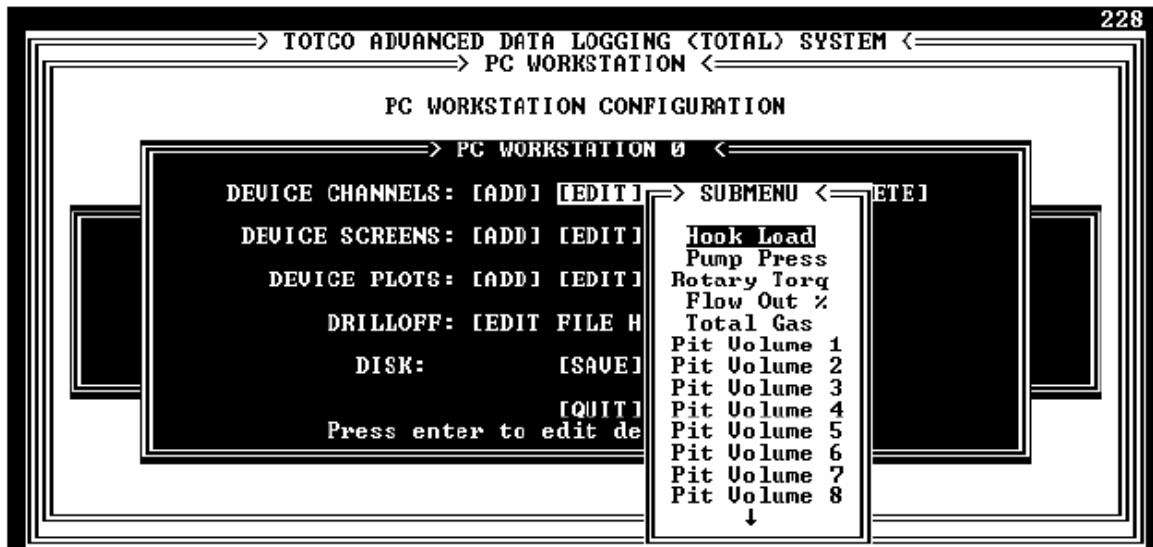 228
=> TOTCO ADVANCED DATA LOGGING (TOTAL) SYSTEM <=
=> PC WORKSTATION <=
PC WORKSTATION CONFIGURATION
=> PC WORKSTATION 0 <=
DEVICE CHANNELS: [ADD] [EDIT] ETE]
=> SUBMENU <=
DEVICE SCREENS: [ADD] [EDIT]
Hook Load
Pump Press
DEVICE PLOTS: [ADD] [EDIT]
Rotary Torq
Flow Out %
DRILLOFF: [EDIT FILE H
Total Gas
Pit Volume 1
DISK: [SAVE]
Pit Volume 2
Pit Volume 3
[QUIT]
Pit Volume 4
Press enter to edit de
Pit Volume 5
Pit Volume 6
Pit Volume 7
Pit Volume 8
↓